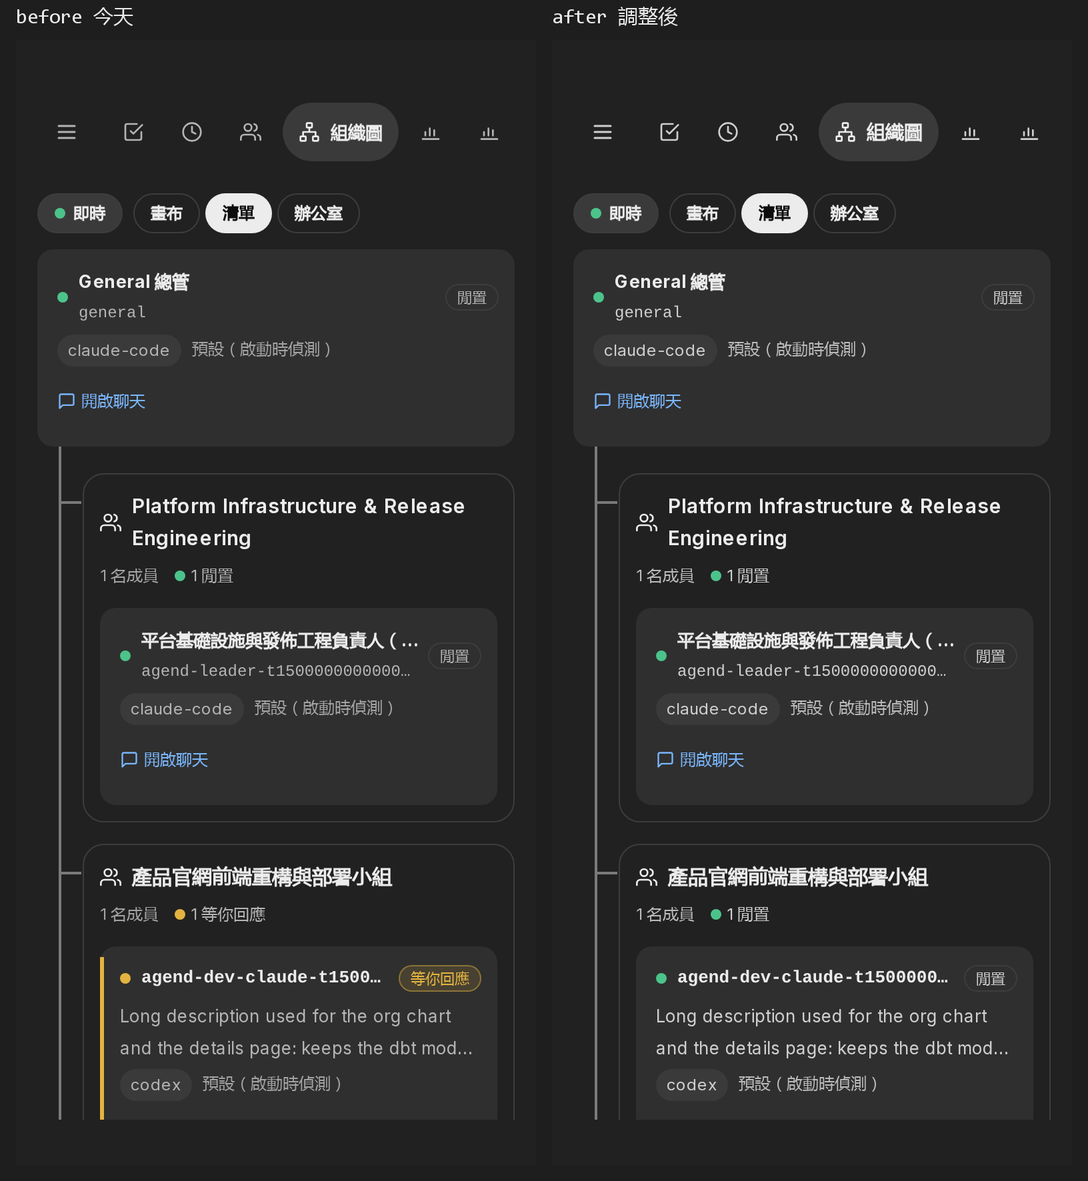 before 今天
組織圖
即時 畫布 清單 辦公室
General 總管
general
閒置
claude-code 預設（啟動時偵測）
開啟聊天
Platform Infrastructure & Release
Engineering
1 名成員 1 閒置
平台基礎設施與發佈工程負責人（…
agend-leader-t1500000000000…
閒置
claude-code 預設（啟動時偵測）
開啟聊天
產品官網前端重構與部署小組
1 名成員 1 等你回應
agend-dev-claude-t1500… 等你回應
Long description used for the org chart
and the details page: keeps the dbt mod…
codex 預設（啟動時偵測）
after 調整後
組織圖
即時 畫布 清單 辦公室
General 總管
general
閒置
claude-code 預設（啟動時偵測）
開啟聊天
Platform Infrastructure & Release
Engineering
1 名成員 1 閒置
平台基礎設施與發佈工程負責人（…
agend-leader-t1500000000000…
閒置
claude-code 預設（啟動時偵測）
開啟聊天
產品官網前端重構與部署小組
1 名成員 1 閒置
agend-dev-claude-t1500000… 閒置
Long description used for the org chart
and the details page: keeps the dbt mod…
codex 預設（啟動時偵測）